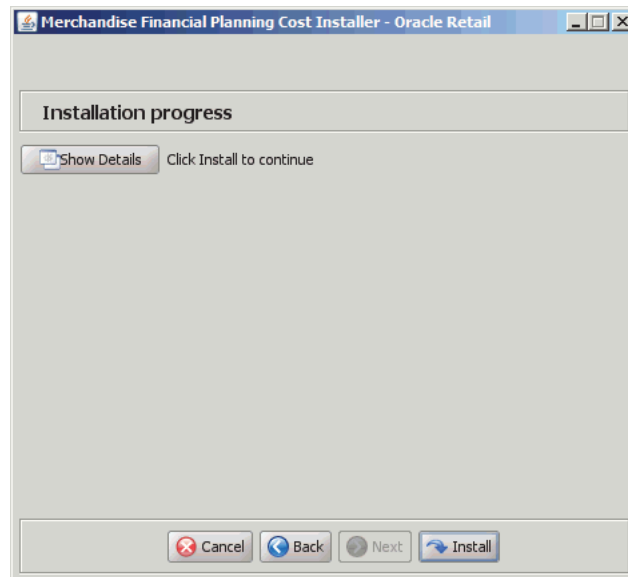 Merchandise Financial Planning Cost Installer - Oracle Retail
Installation progress
Show Details Click Install to continue
Cancel Back Next Install